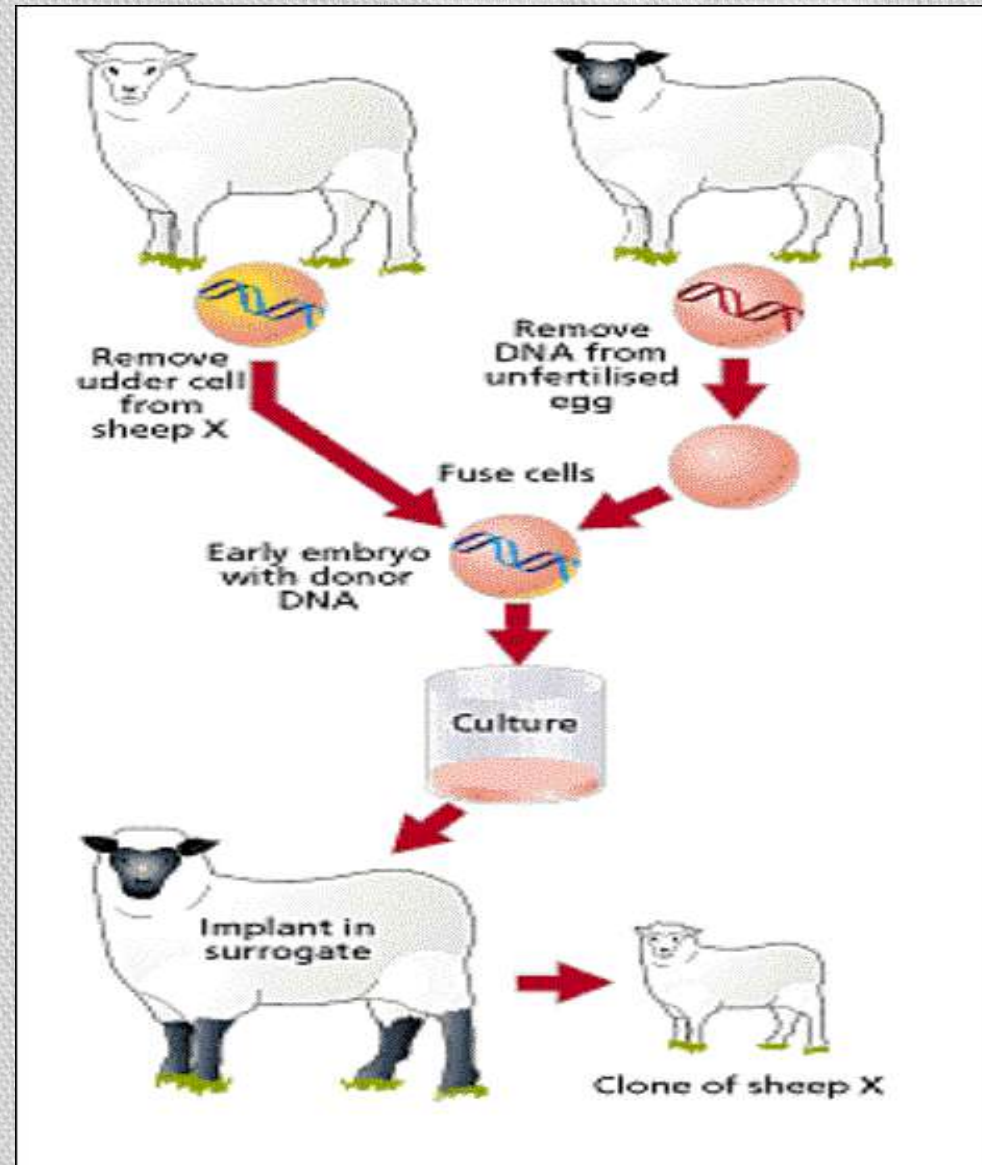 Remove
udder cell
from
sheep X
Remove
DNA from
unfertilised
egg
Fuse cells
Early embryo
with donor
DNA
Culture
Implant in
surrogate
Clone of sheep X